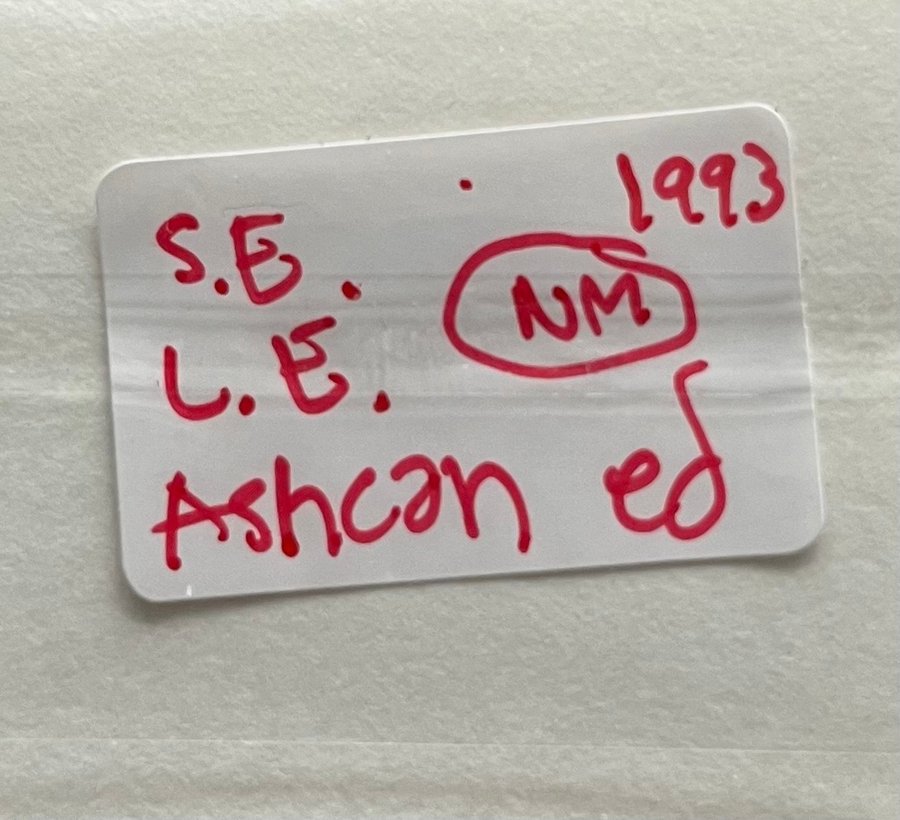 1993
S.E.
NM
L.E.
Ashcan ed